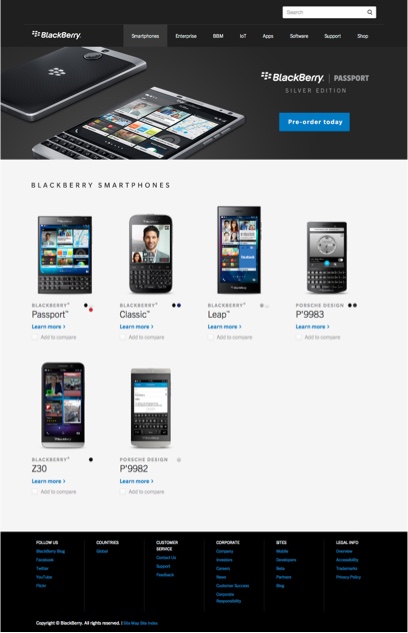 Search
BlackBerry
Smartphones Enterprise BBM IoT Apps Software Support Shop
BlackBerry | PASSPORT
SILVER EDITION
Pre-order today
BLACKBERRY SMARTPHONES
BLACKBERRY®
Passport™
Learn more >
Add to compare
BLACKBERRY®
Classic™
Learn more >
Add to compare
BLACKBERRY®
Leap™
Learn more >
Add to compare
PORSCHE DESIGN
P'9983
Learn more >
Add to compare
BLACKBERRY®
Z30
Learn more >
Add to compare
PORSCHE DESIGN
P'9982
Learn more >
Add to compare
FOLLOW US
BlackBerry Blog
Facebook
Twitter
YouTube
Flickr
COUNTRIES
Global
CUSTOMER
SERVICE
Contact Us
Support
Feedback
CORPORATE
Company
Investors
Careers
News
Customer Success
Corporate
Responsibility
SITES
Mobile
Developers
Beta
Partners
Blog
LEGAL INFO
Overview
Accessibility
Trademarks
Privacy Policy
Copyright © BlackBerry. All rights reserved. | Site Map Site Index